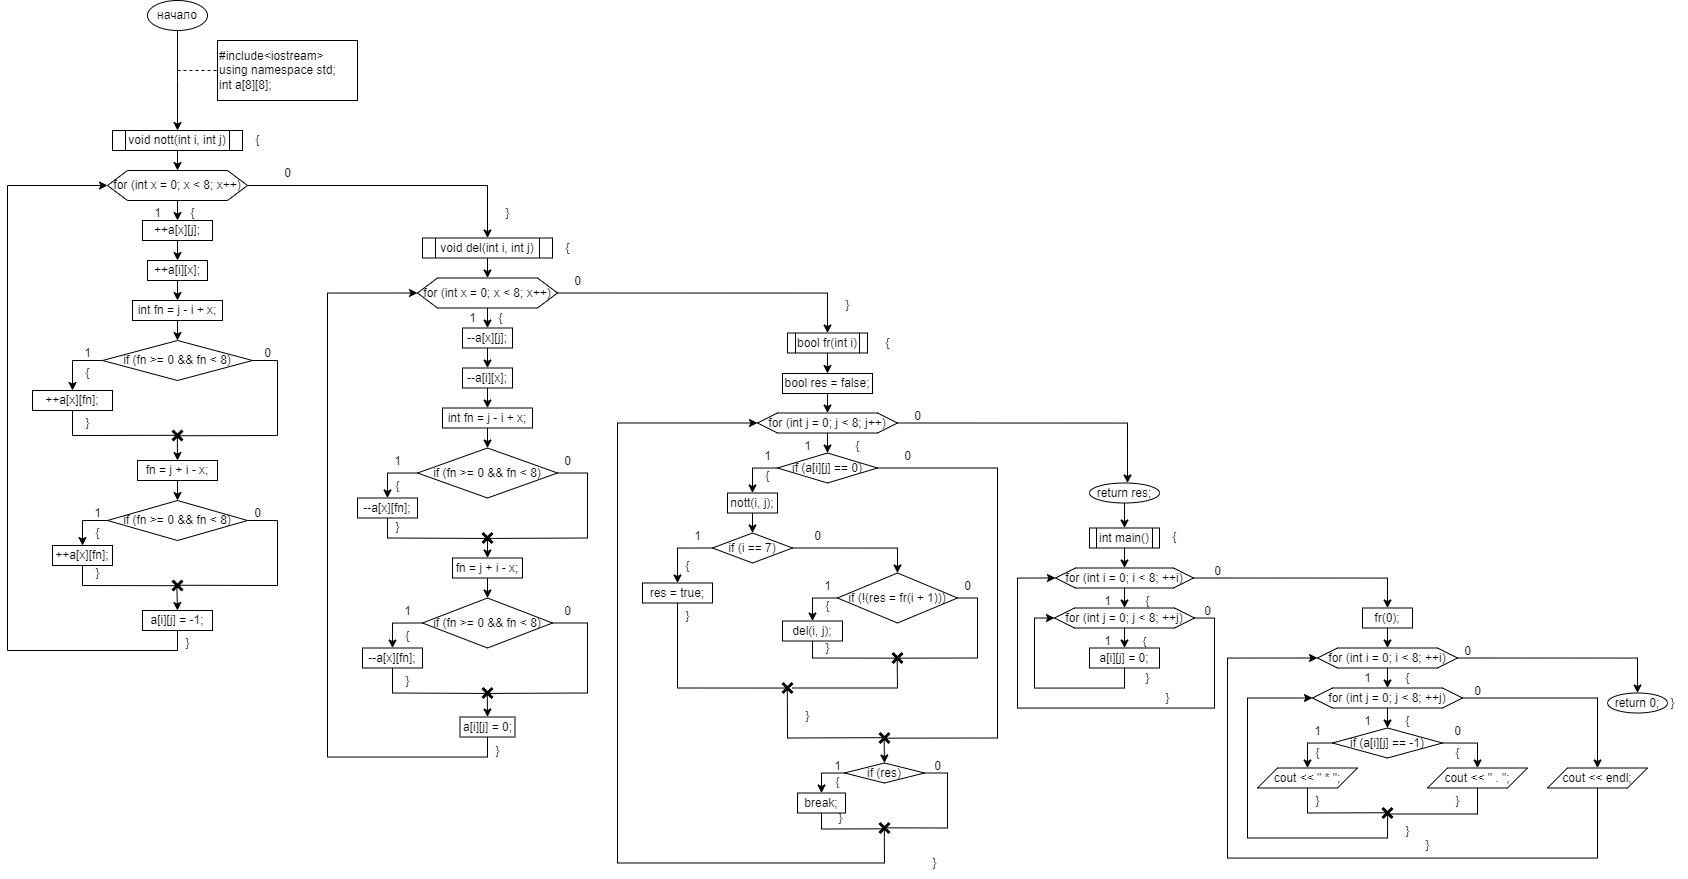 начало
#include<iostream>
using namespace std;
int a[8][8];
void nott(int i, int j)
{
for (int x = 0; x < 8; x++)
0
1
{
++a[x][j];
++a[i][x];
int fn = j - i + x;
if (fn >= 0 && fn < 8)
1
0
{
++a[x][fn];
}
fn = j + i - x;
if (fn >= 0 && fn < 8)
1
0
{
++a[x][fn];
}
a[i][j] = -1;
}
}
void del(int i, int j)
{
for (int x = 0; x < 8; x++)
0
1
{
--a[x][j];
--a[i][x];
int fn = j - i + x;
if (fn >= 0 && fn < 8)
1
0
{
--a[x][fn];
}
fn = j + i - x;
if (fn >= 0 && fn < 8)
1
0
{
--a[x][fn];
}
a[i][j] = 0;
}
}
bool fr(int i)
{
bool res = false;
for (int j = 0; j < 8; j++)
0
1
{
if (a[i][j] == 0)
1
0
{
nott(i, j);
if (i == 7)
1
0
{
res = true;
}
if (!(res = fr(i + 1)))
1
0
{
del(i, j);
}
}
if (res)
1
0
{
break;
}
}
return res;
int main()
{
for (int i = 0; i < 8; ++i)
0
1
{
for (int j = 0; j < 8; ++j)
0
1
{
a[i][j] = 0;
}
}
fr(0);
for (int i = 0; i < 8; ++i)
0
1
{
for (int j = 0; j < 8; ++j)
0
1
{
if (a[i][j] == -1)
1
0
{
{
cout << " * ";
cout << " . ";
cout << endl;
}
}
}
}
return 0;
}